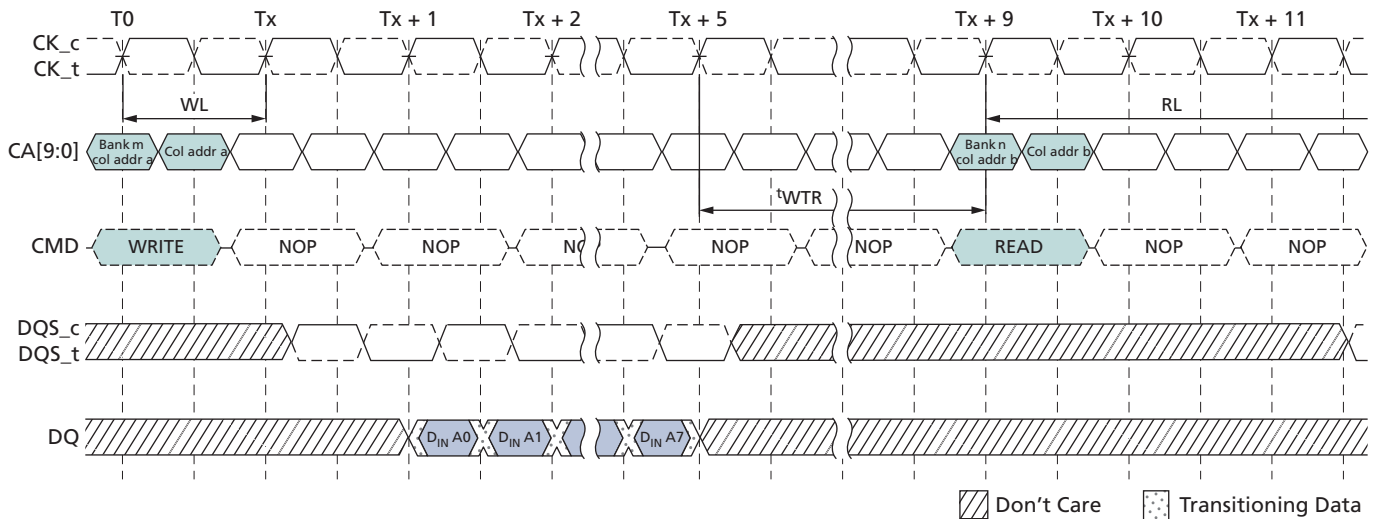 T0 Tx Tx + 1 Tx + 2 Tx + 5 Tx + 9 Tx + 10 Tx + 11
CK_c
CK_t
WL RL
CA[9:0] Bank m col addr a Col addr a Bank n col addr b Col addr b
tWTR
CMD WRITE NOP NOP NOP NOP READ NOP NOP
DQS_c
DQS_t
DQ DIN A0 DIN A1 DIN A7
Don't Care Transitioning Data